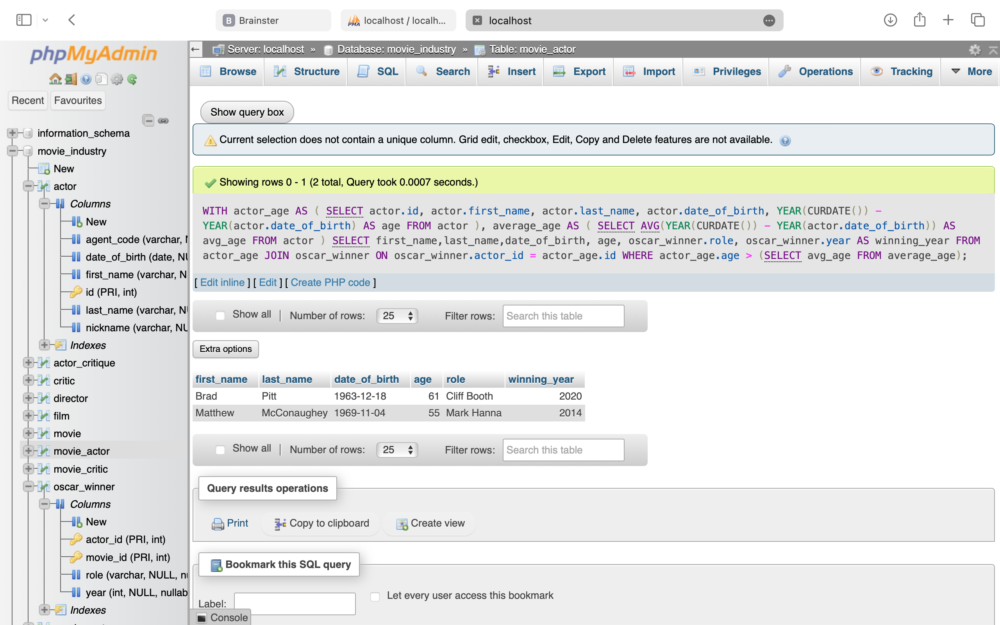 Brainster
localhost / localh...
localhost
phpMyAdmin
Recent
Favourites
information_schema
movie_industry
New
actor
Columns
New
agent_code (varchar,
date_of_birth (date, NU
first_name (varchar, N
id (PRI, int)
last_name (varchar, NU
nickname (varchar, NU
Indexes
actor_critique
critic
director
film
movie
movie_actor
movie_critic
oscar_winner
Columns
New
actor_id (PRI, int)
movie_id (PRI, int)
role (varchar, NULL, nu
year (int, NULL, nullab
Indexes
Server: localhost » Database: movie_industry » Table: movie_actor
Browse Structure SQL Search Insert Export Import Privileges Operations Tracking More
Show query box
Current selection does not contain a unique column. Grid edit, checkbox, Edit, Copy and Delete features are not available.
Showing rows 0 - 1 (2 total, Query took 0.0007 seconds.)
WITH actor_age AS ( SELECT actor.id, actor.first_name, actor.last_name, actor.date_of_birth, YEAR(CURDATE()) -
YEAR(actor.date_of_birth) AS age FROM actor ), average_age AS ( SELECT AVG(YEAR(CURDATE()) - YEAR(actor.date_of_birth)) AS
avg_age FROM actor ) SELECT first_name,last_name,date_of_birth, age, oscar_winner.role, oscar_winner.year AS winning_year FROM
actor_age JOIN oscar_winner ON oscar_winner.actor_id = actor_age.id WHERE actor_age.age > (SELECT avg_age FROM average_age);
[ Edit inline ] [ Edit ] [ Create PHP code ]
Show all | Number of rows: 25 Filter rows: Search this table
Extra options
first_name last_name date_of_birth age role winning_year
Brad Pitt 1963-12-18 61 Cliff Booth 2020
Matthew McConaughey 1969-11-04 55 Mark Hanna 2014
Show all | Number of rows: 25 Filter rows: Search this table
Query results operations
Print Copy to clipboard Create view
Bookmark this SQL query
Label:
Let every user access this bookmark
Console